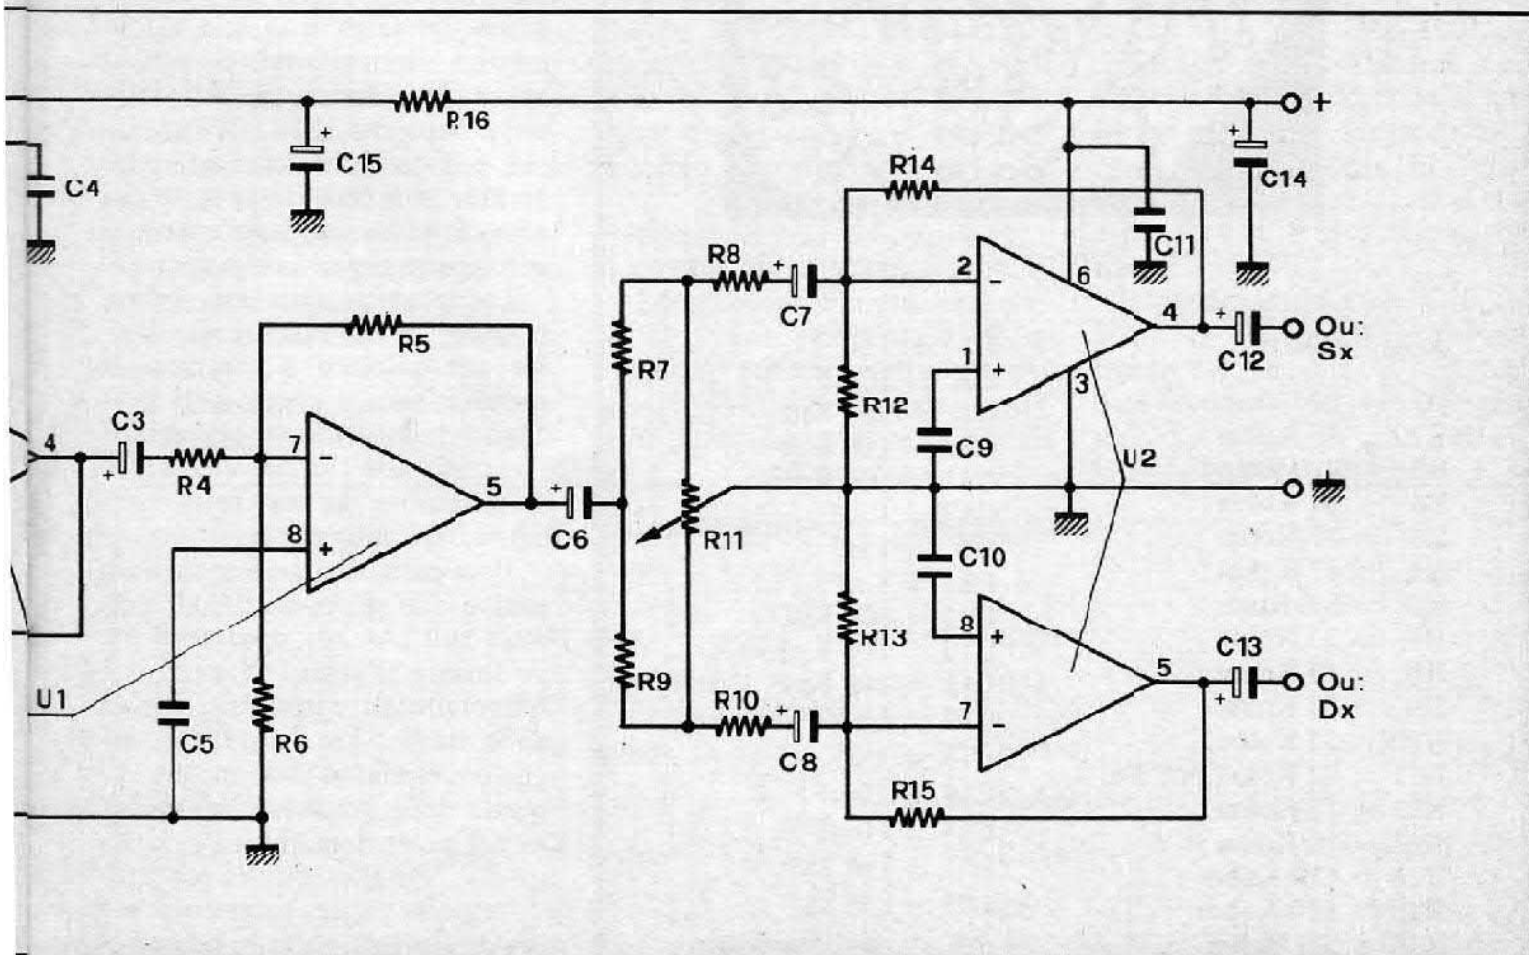 +
R16
+
C15
C4
R14
+
C14
C11
R8
+
C7
2
−
6
4
+
C12
Ou:
Sx
R5
R7
1
+
3
R12
C3
+
4
R4
7
−
5
C9
U2
+
C6
R11
8
+
C10
R13
8
+
R9
U1
C5
R6
R10
+
C8
7
−
5
C13
+
Ou:
Dx
R15